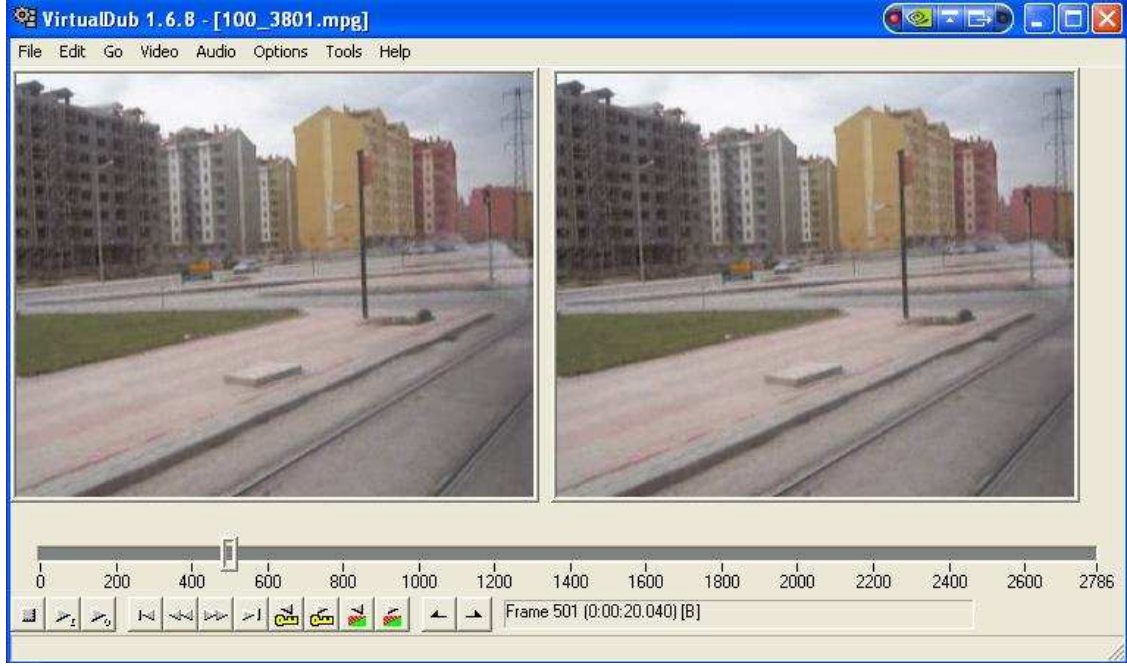 VirtualDub 1.6.8 - [100_3801.mpg]
File Edit Go Video Audio Options Tools Help
0 200 400 600 800 1000 1200 1400 1600 1800 2000 2200 2400 2600 2786
Frame 501 (0:00:20.040) [B]